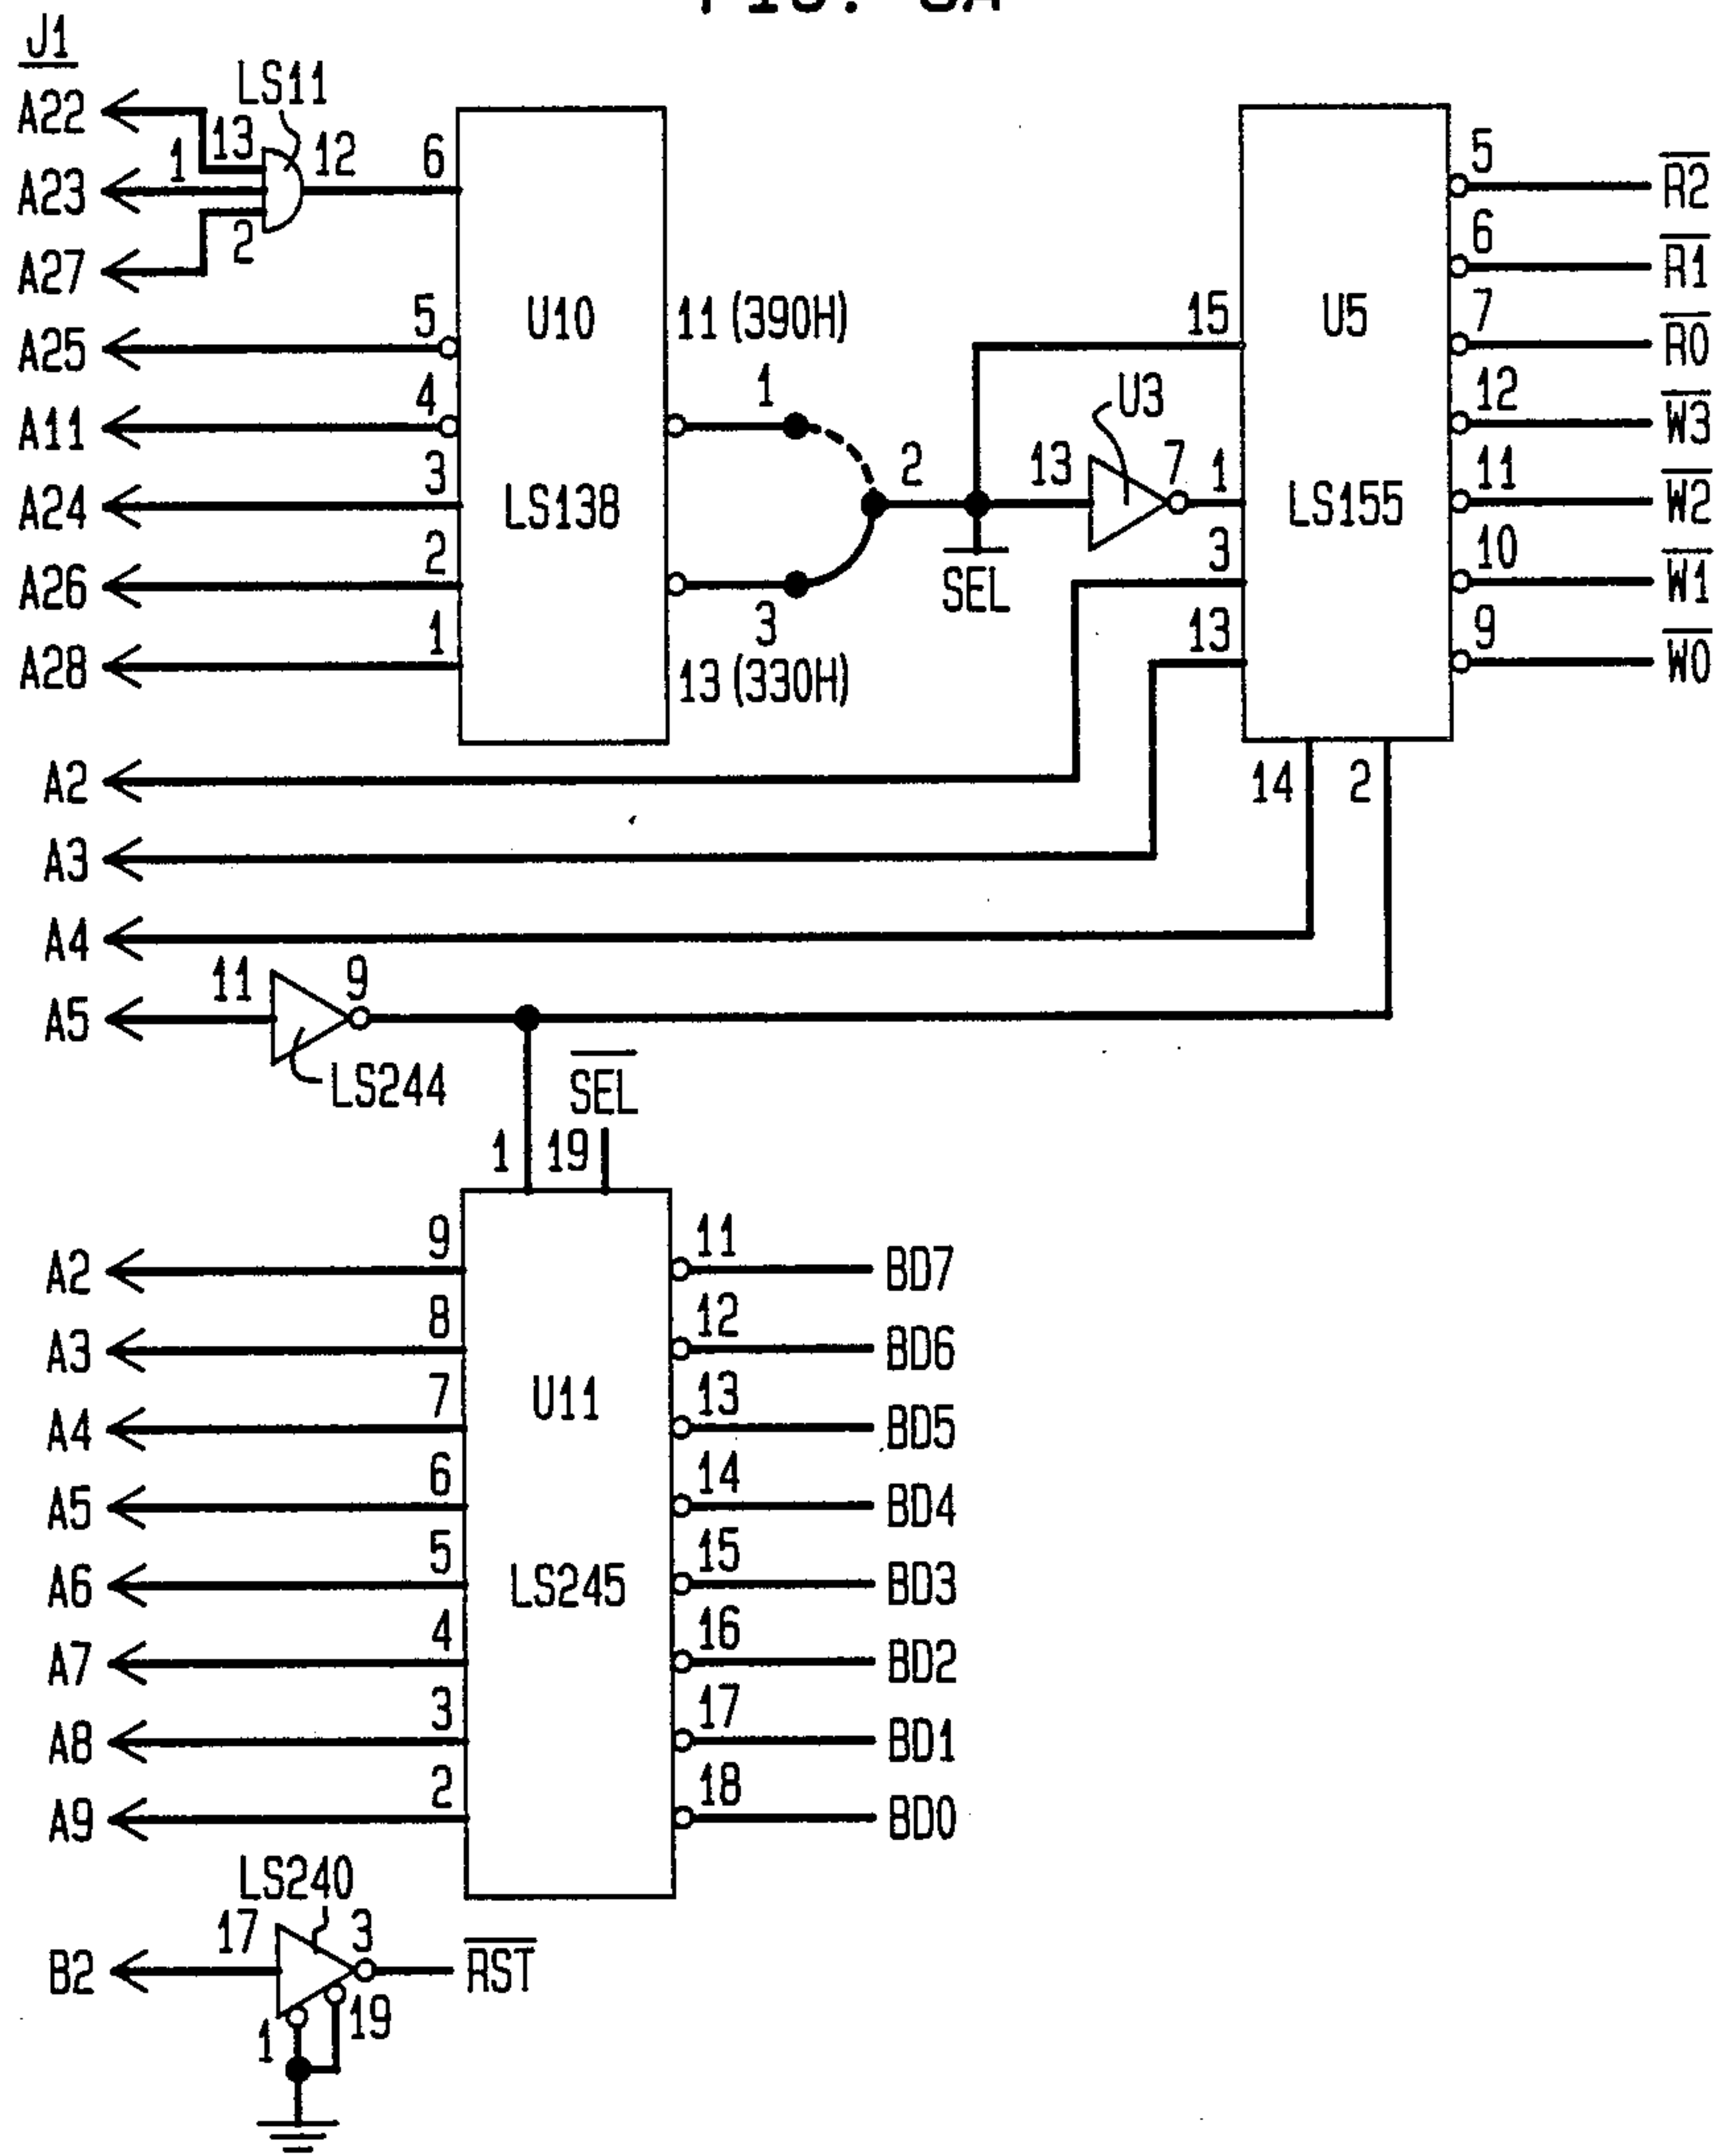 J1
A22
LS11
13
12
6
1
A23
2
A27
5
A25
4
A11
3
A24
2
A26
1
A28
U10
LS138
11 (390H)
1
2
3
13 (330H)
SEL
13
U3
7
15
1
3
13
U5
LS155
14
2
5
R2
6
R1
7
R0
12
W3
11
W2
10
W1
9
W0
A2
A3
A4
A5
11
9
LS244
SEL
1
19
A2
9
11
BD7
A3
8
12
BD6
A4
7
U11
13
BD5
A5
6
14
BD4
A6
5
LS245
15
BD3
A7
4
16
BD2
A8
3
17
BD1
A9
2
18
BD0
LS240
B2
17
3
RST
1
19